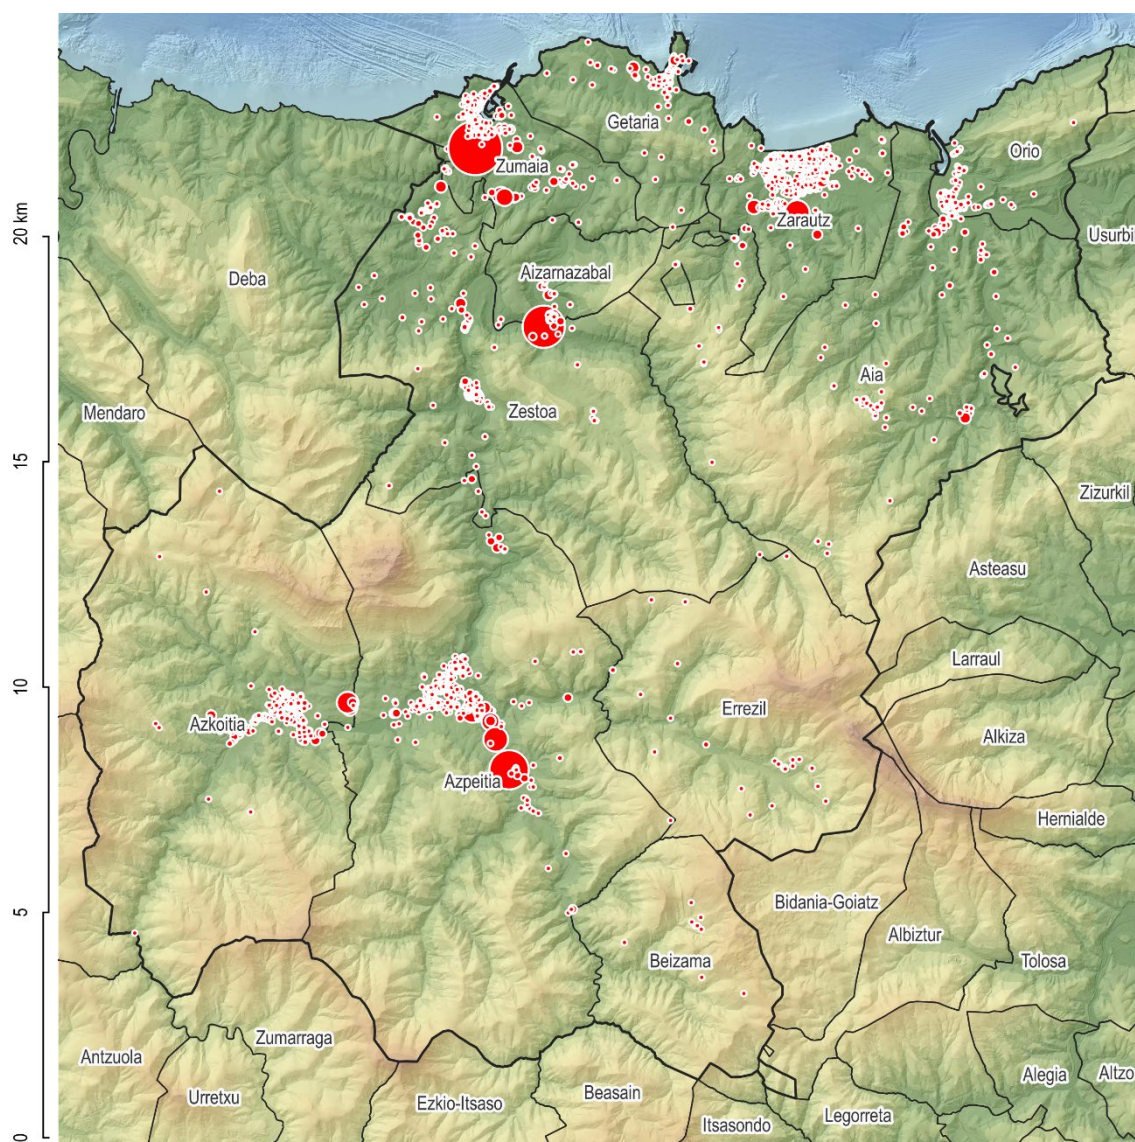 Getaria
Orio
Zumaia
Zarautz
Usurbi
20 km
Deba
Aizarnazabal
Aia
Mendaro
Zestoa
15
Zizurkil
Asteasu
Larraul
10
Azkoitia
Errezil
Alkiza
Azpeitia
Hernialde
5
Bidania-Goiatz
Albiztur
Beizama
Tolosa
Zumarraga
Antzuola
Alegia
Altzo
Urretxu
Ezkio-Itsaso
Beasain
Legorreta
Itsasondo
0